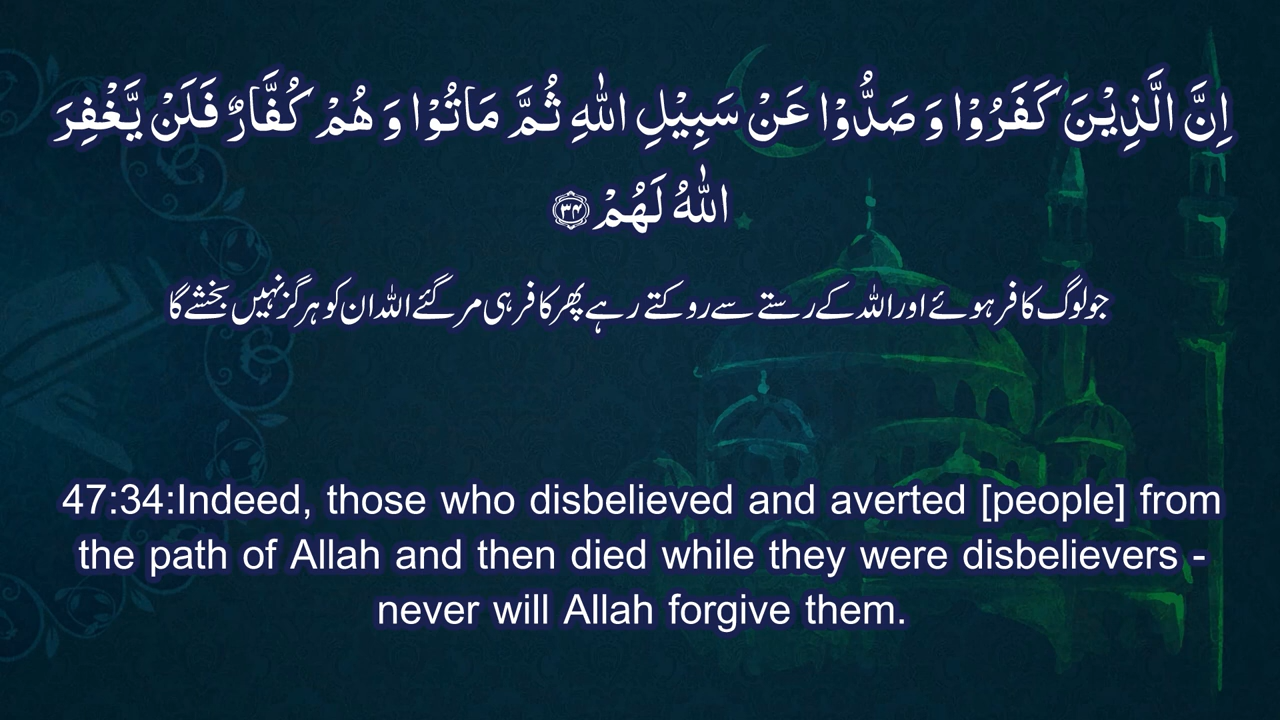 اِنَّ الَّذِيْنَ كَفَرُوْا وَ صَدُّوْا عَنْ سَبِيْلِ اللّٰهِ ثُمَّ مَاتُوْا وَ هُمْ كُفَّارٌ فَلَنْ يَّغْفِرَ
اللّٰهُ لَهُمْ ۝۳۴
جولوگ کافر ہوئے اور اللہ کے رستے سے روکتے رہے پھر کافر ہی مر گئے اللہ ان کو ہرگز نہیں بخشے گا
47:34:Indeed, those who disbelieved and averted [people] from
the path of Allah and then died while they were disbelievers -
never will Allah forgive them.